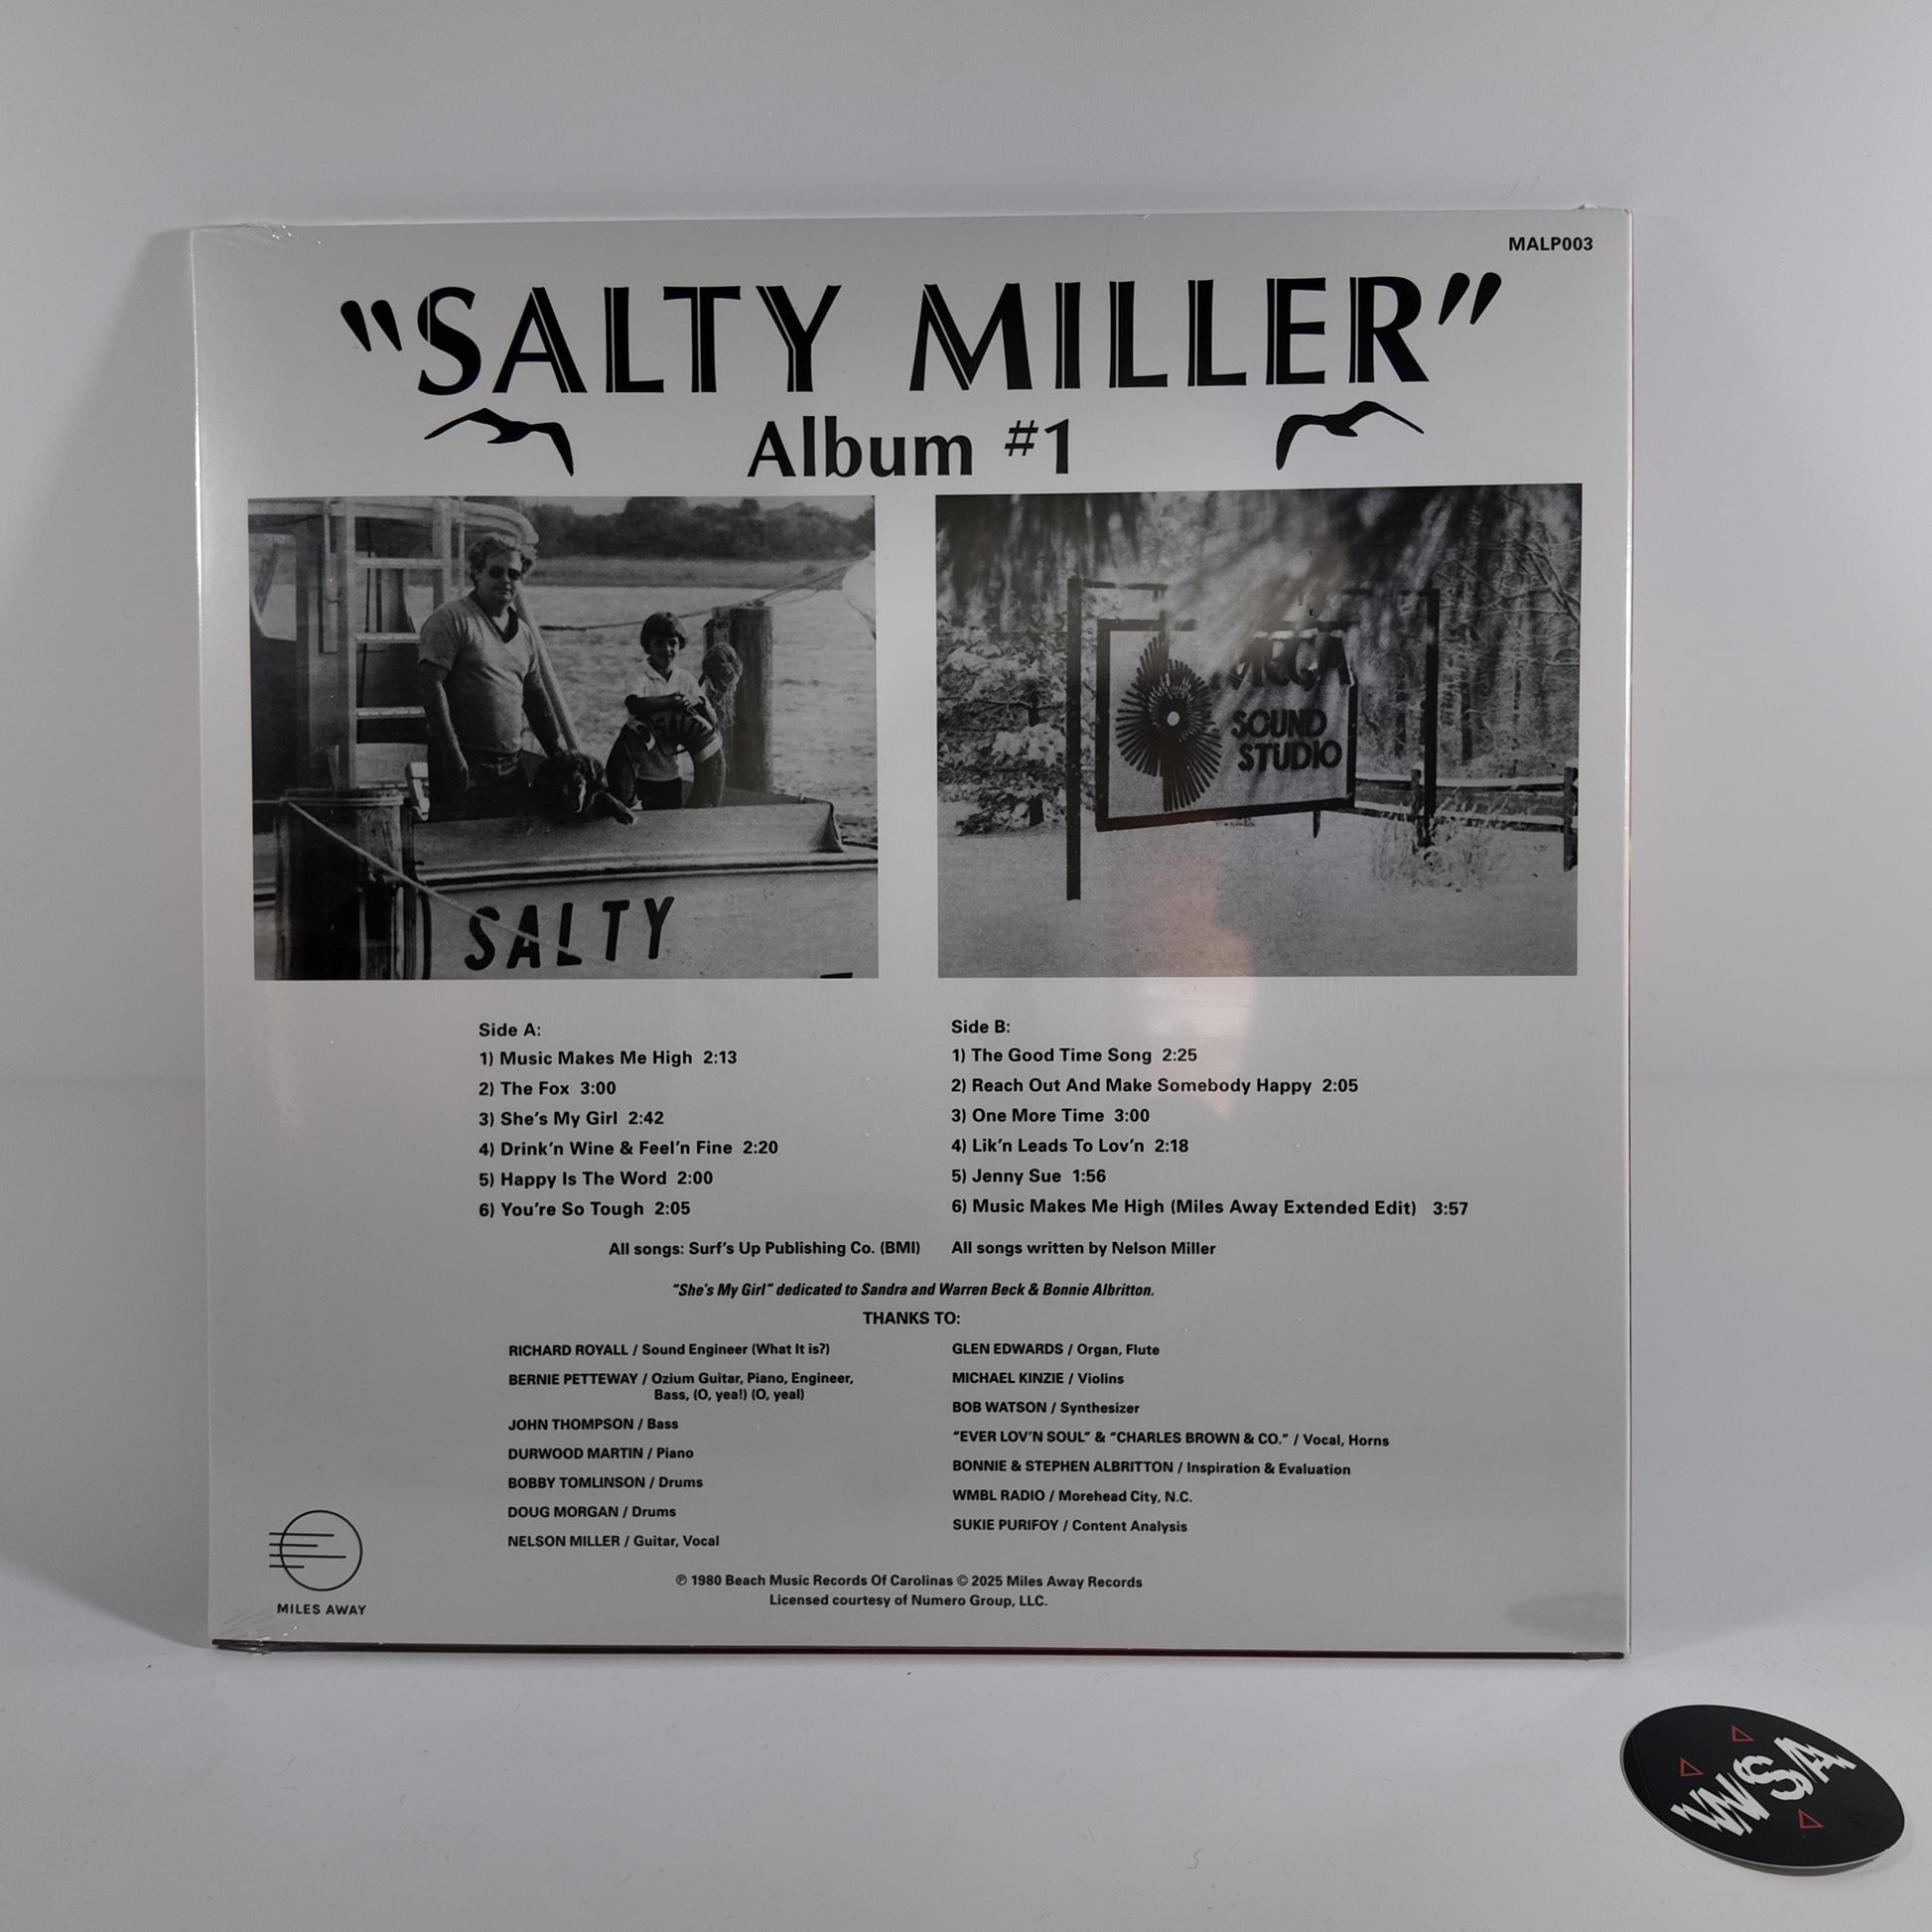 MALP003
"SALTY MILLER"
Album #1
SOUND
STUDIO
SALTY
SALTY
Side A:
1) Music Makes Me High 2:13
2) The Fox 3:00
3) She's My Girl 2:42
4) Drink'n Wine & Feel'n Fine 2:20
5) Happy Is The Word 2:00
6) You're So Tough 2:05
Side B:
1) The Good Time Song 2:25
2) Reach Out And Make Somebody Happy 2:05
3) One More Time 3:00
4) Lik'n Leads To Lov'n 2:18
5) Jenny Sue 1:56
6) Music Makes Me High (Miles Away Extended Edit) 3:57
All songs: Surf's Up Publishing Co. (BMI) All songs written by Nelson Miller
"She's My Girl" dedicated to Sandra and Warren Beck & Bonnie Albritton.
THANKS TO:
RICHARD ROYALL / Sound Engineer (What It is?)
BERNIE PETTEWAY / Ozium Guitar, Piano, Engineer,
Bass, (O, yea!) (O, yeal)
JOHN THOMPSON / Bass
DURWOOD MARTIN / Piano
BOBBY TOMLINSON / Drums
DOUG MORGAN / Drums
NELSON MILLER / Guitar, Vocal
GLEN EDWARDS / Organ, Flute
MICHAEL KINZIE / Violins
BOB WATSON / Synthesizer
"EVER LOV'N SOUL" & "CHARLES BROWN & CO." / Vocal, Horns
BONNIE & STEPHEN ALBRITTON / Inspiration & Evaluation
WMBL RADIO / Morehead City, N.C.
SUKIE PURIFOY / Content Analysis
℗ 1980 Beach Music Records Of Carolinas © 2025 Miles Away Records
Licensed courtesy of Numero Group, LLC.
MILES AWAY